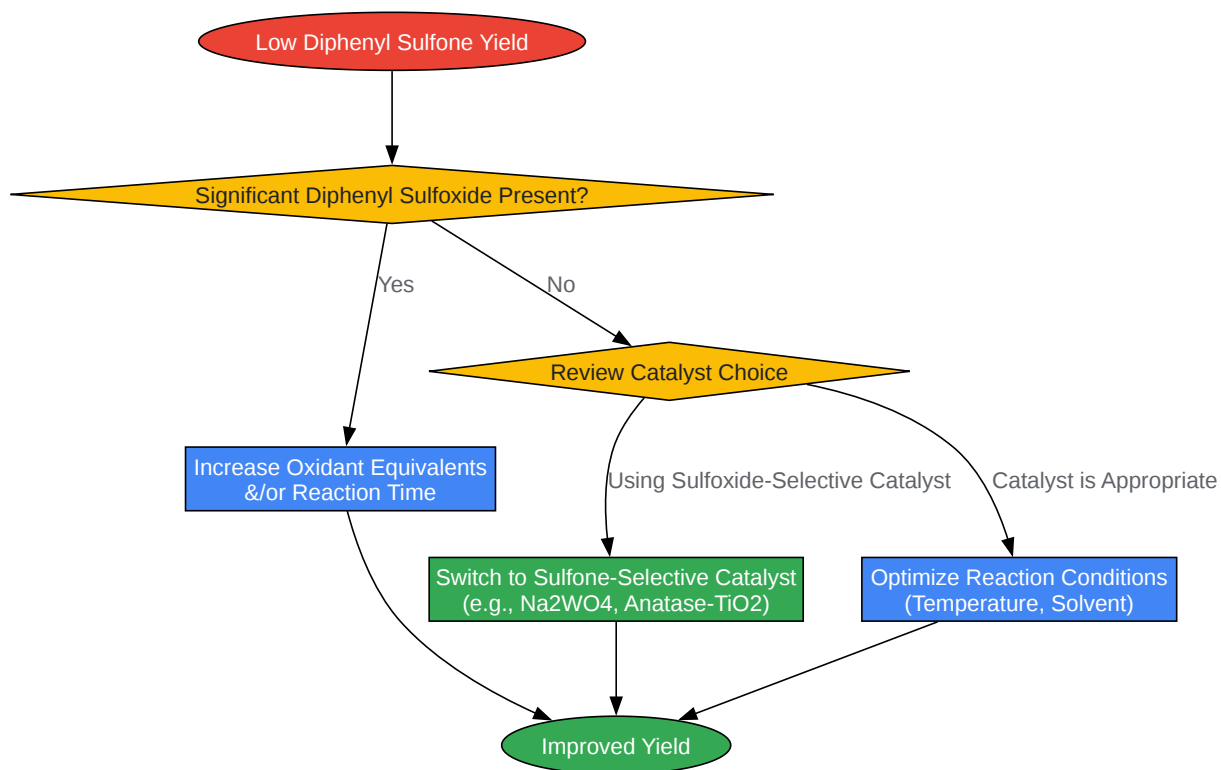 Low Diphenyl Sulfone Yield
Significant Diphenyl Sulfoxide Present?
Yes
No
Review Catalyst Choice
Increase Oxidant Equivalents
&/or Reaction Time
Using Sulfoxide-Selective Catalyst
Catalyst is Appropriate
Switch to Sulfone-Selective Catalyst
(e.g., Na2WO4, Anatase-TiO2)
Optimize Reaction Conditions
(Temperature, Solvent)
Improved Yield